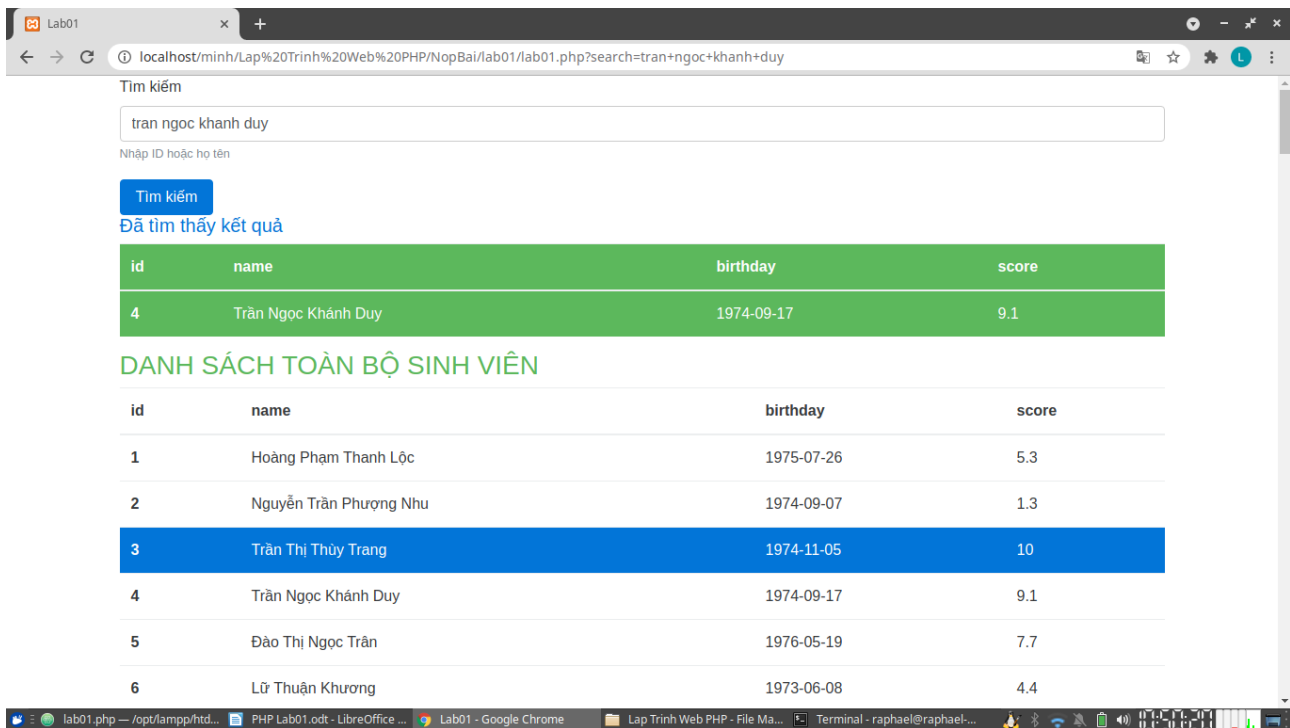 Lab01
localhost/minh/Lap%20Trinh%20Web%20PHP/NopBai/lab01/lab01.php?search=tran+ngoc+khanh+duy
L
Tìm kiếm
tran ngoc khanh duy
Nhập ID hoặc họ tên
Tìm kiếm
Đã tìm thấy kết quả
id name birthday score
4 Trần Ngọc Khánh Duy 1974-09-17 9.1
DANH SÁCH TOÀN BỘ SINH VIÊN
id name birthday score
1 Hoàng Phạm Thanh Lộc 1975-07-26 5.3
2 Nguyễn Trần Phượng Nhu 1974-09-07 1.3
3 Trần Thị Thùy Trang 1974-11-05 10
4 Trần Ngọc Khánh Duy 1974-09-17 9.1
5 Đào Thị Ngọc Trân 1976-05-19 7.7
6 Lữ Thuận Khương 1973-06-08 4.4
lab01.php — /opt/lampp/htd... PHP Lab01.odt - LibreOffice ... Lab01 - Google Chrome Lap Trinh Web PHP - File Ma... Terminal - raphael@raphael-...